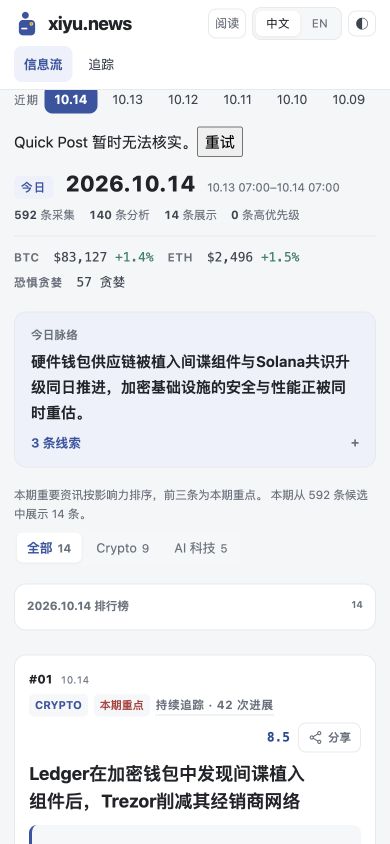 xiyu.news
阅读
中文
EN
信息流
追踪
近期 10.14 10.13 10.12 10.11 10.10 10.09
Quick Post 暂时无法核实。 重试
今日 2026.10.14 10.13 07:00–10.14 07:00
592 条采集 140 条分析 14 条展示 0 条高优先级
BTC $83,127 +1.4% ETH $2,496 +1.5%
恐惧贪婪 57 贪婪
今日脉络
硬件钱包供应链被植入间谍组件与Solana共识升
级同日推进，加密基础设施的安全与性能正被同
时重估。
3 条线索 +
本期重要资讯按影响力排序，前三条为本期重点。 本期从 592 条候选
中展示 14 条。
全部 14 Crypto 9 AI 科技 5
2026.10.14 排行榜 14
#01 10.14
CRYPTO 本期重点 持续追踪 · 42 次进展
8.5 分享
Ledger在加密钱包中发现间谍植入
组件后，Trezor削减其经销商网络